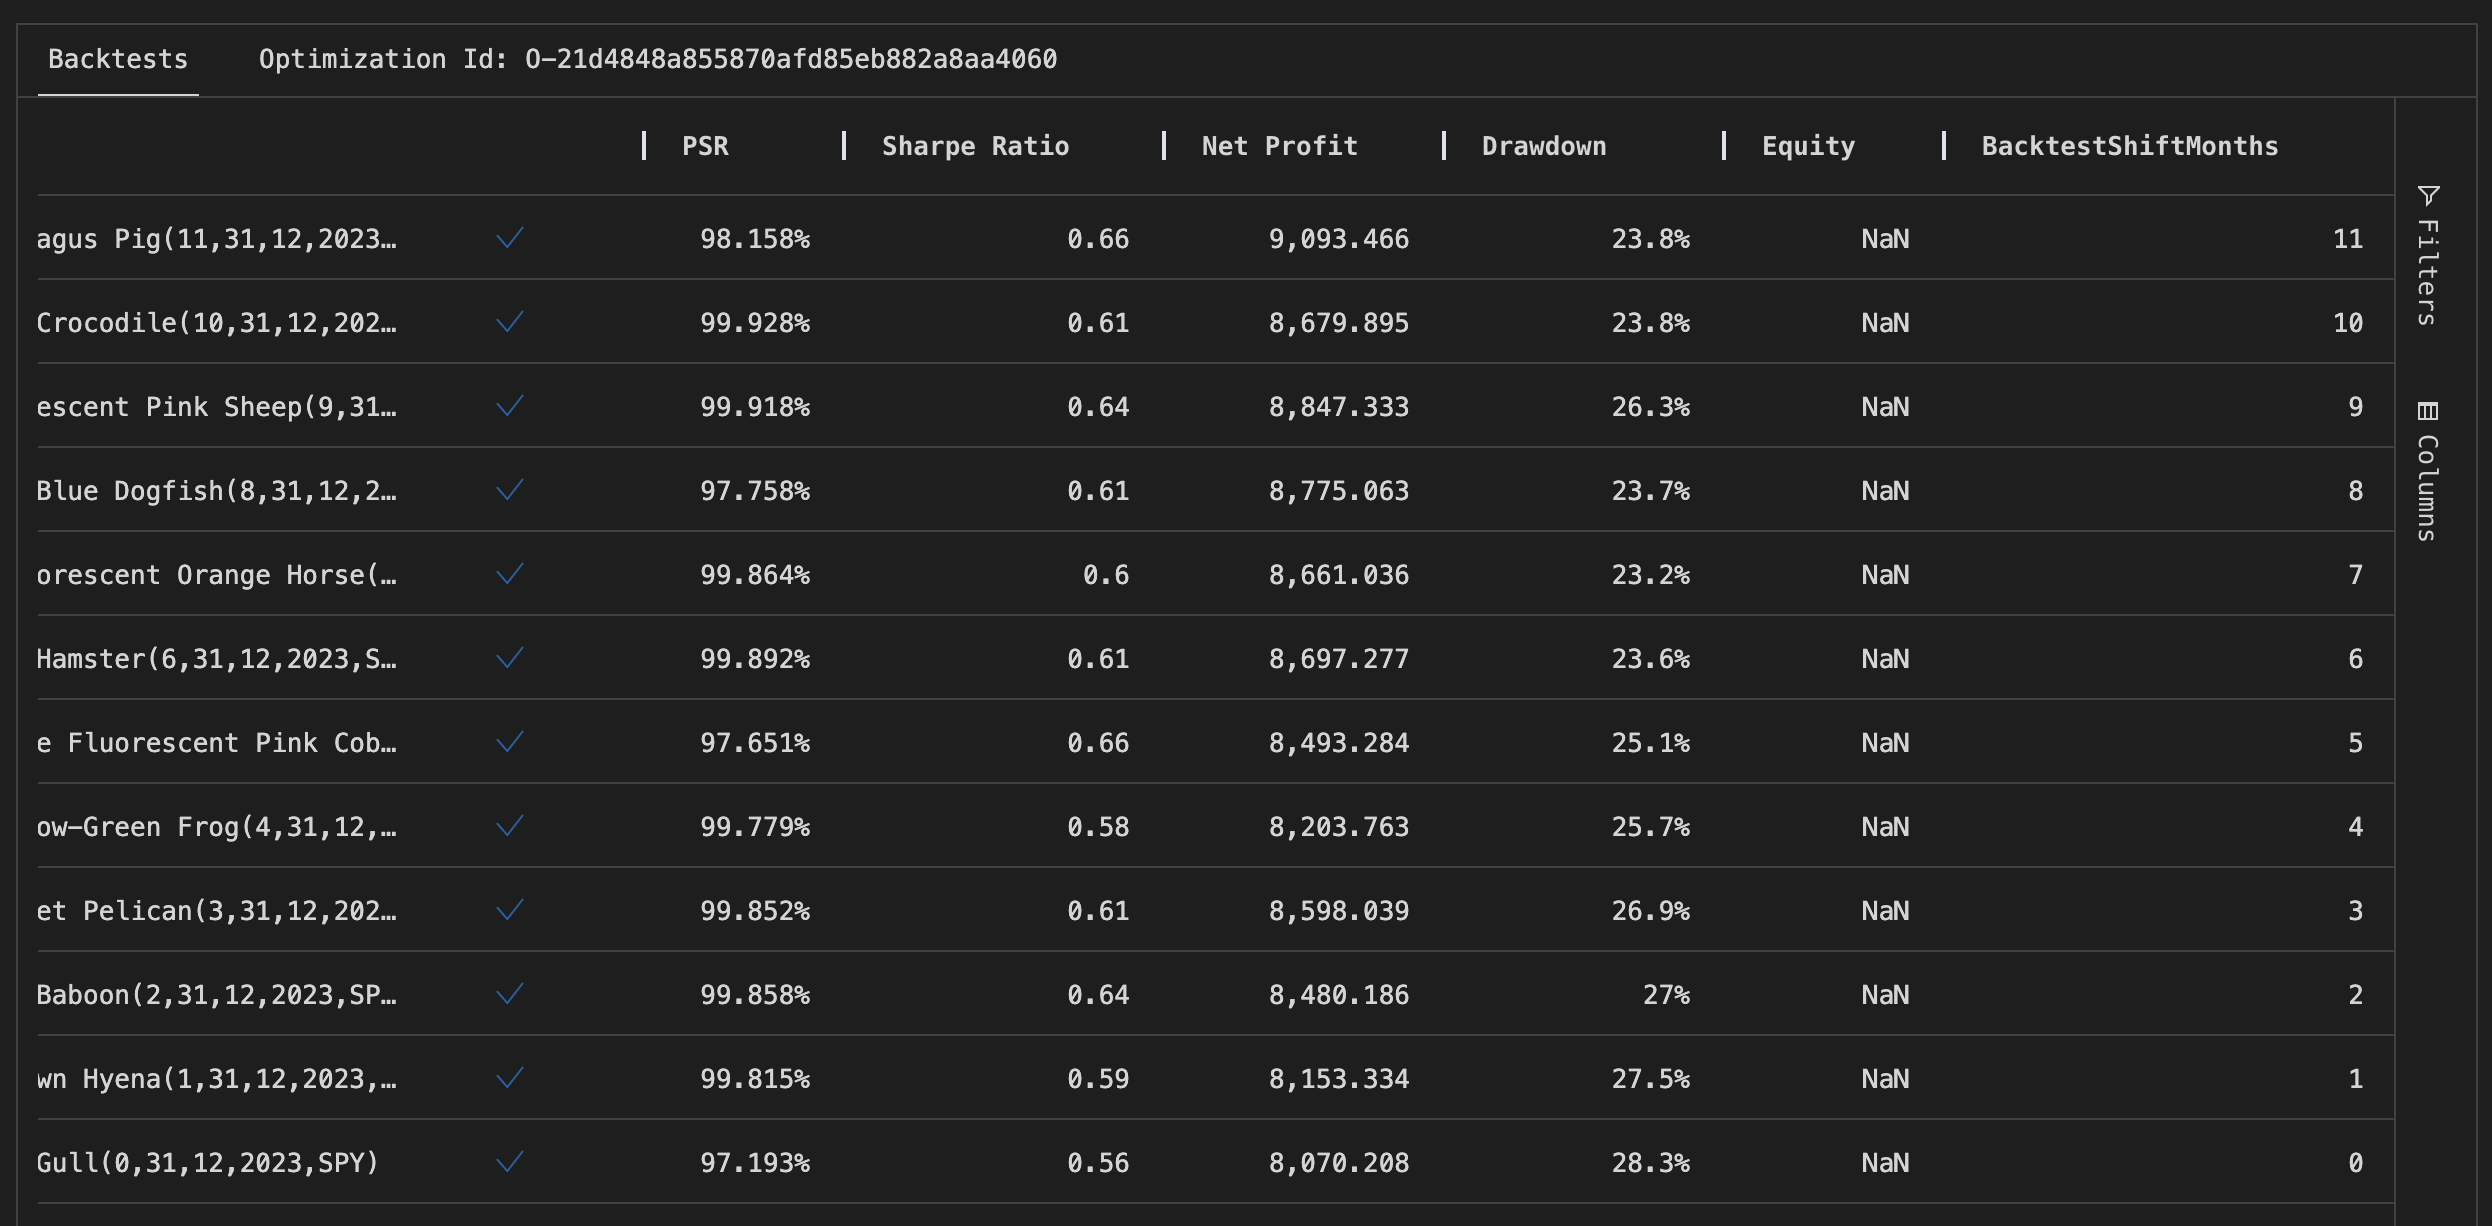 Backtests Optimization Id: O-21d4848a855870afd85eb882a8aa4060
PSR Sharpe Ratio Net Profit Drawdown Equity BacktestShiftMonths
agus Pig(11,31,12,2023… 98.158% 0.66 9,093.466 23.8% NaN 11
Crocodile(10,31,12,202… 99.928% 0.61 8,679.895 23.8% NaN 10
escent Pink Sheep(9,31… 99.918% 0.64 8,847.333 26.3% NaN 9
Blue Dogfish(8,31,12,2… 97.758% 0.61 8,775.063 23.7% NaN 8
orescent Orange Horse(… 99.864% 0.6 8,661.036 23.2% NaN 7
Hamster(6,31,12,2023,S… 99.892% 0.61 8,697.277 23.6% NaN 6
e Fluorescent Pink Cob… 97.651% 0.66 8,493.284 25.1% NaN 5
ow-Green Frog(4,31,12,… 99.779% 0.58 8,203.763 25.7% NaN 4
et Pelican(3,31,12,202… 99.852% 0.61 8,598.039 26.9% NaN 3
Baboon(2,31,12,2023,SP… 99.858% 0.64 8,480.186 27% NaN 2
wn Hyena(1,31,12,2023,… 99.815% 0.59 8,153.334 27.5% NaN 1
Gull(0,31,12,2023,SPY) 97.193% 0.56 8,070.208 28.3% NaN 0
Filters
Columns